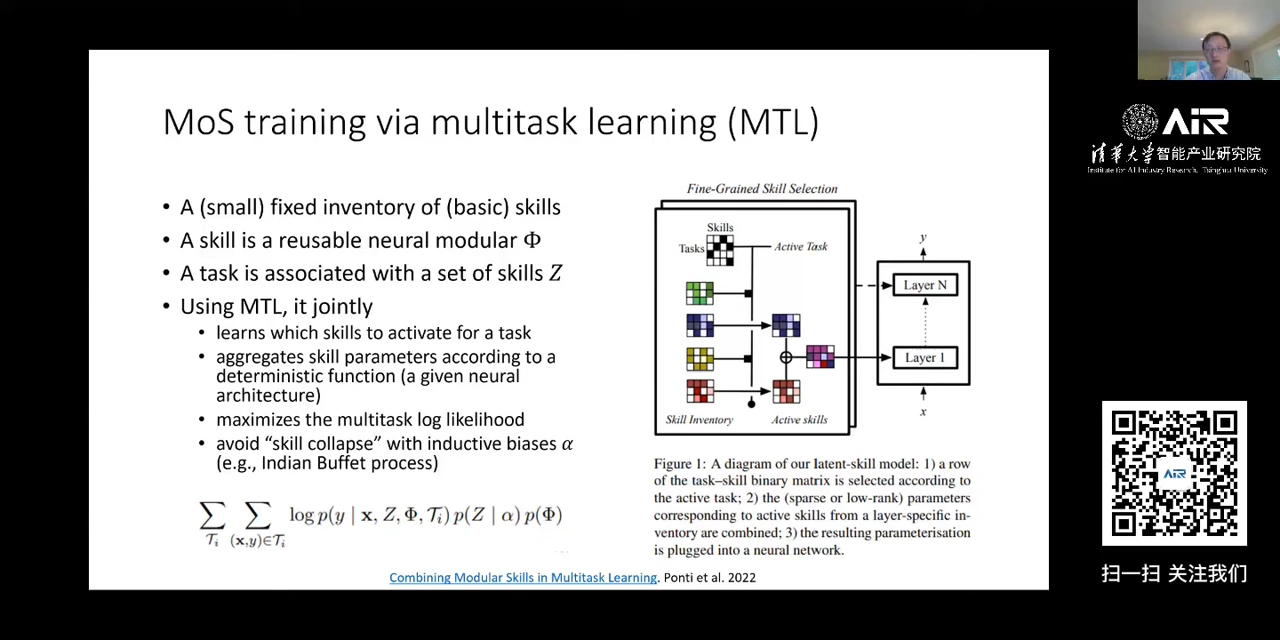 MoS training via multitask learning (MTL)
• A (small) fixed inventory of (basic) skills
• A skill is a reusable neural modular Φ
• A task is associated with a set of skills Z
• Using MTL, it jointly
• learns which skills to activate for a task
• aggregates skill parameters according to a
deterministic function (a given neural
architecture)
• maximizes the multitask log likelihood
• avoid “skill collapse” with inductive biases α
(e.g., Indian Buffet process)
∑ ∑ log p(y | x, Z, Φ, 𝒯i) p(Z | α) p(Φ)
𝒯i (x,y)∈𝒯i
Fine-Grained Skill Selection
Skills
Tasks
Active Task
Skill Inventory
Active skills
y
Layer N
Layer 1
x
Figure 1: A diagram of our latent-skill model: 1) a row
of the task–skill binary matrix is selected according to
the active task; 2) the (sparse or low-rank) parameters
corresponding to active skills from a layer-specific in-
ventory are combined; 3) the resulting parameterisation
is plugged into a neural network.
Combining Modular Skills in Multitask Learning. Ponti et al. 2022
AIR
清华大学智能产业研究院
Institute for AI Industry Research, Tsinghua University
AIR
扫一扫 关注我们